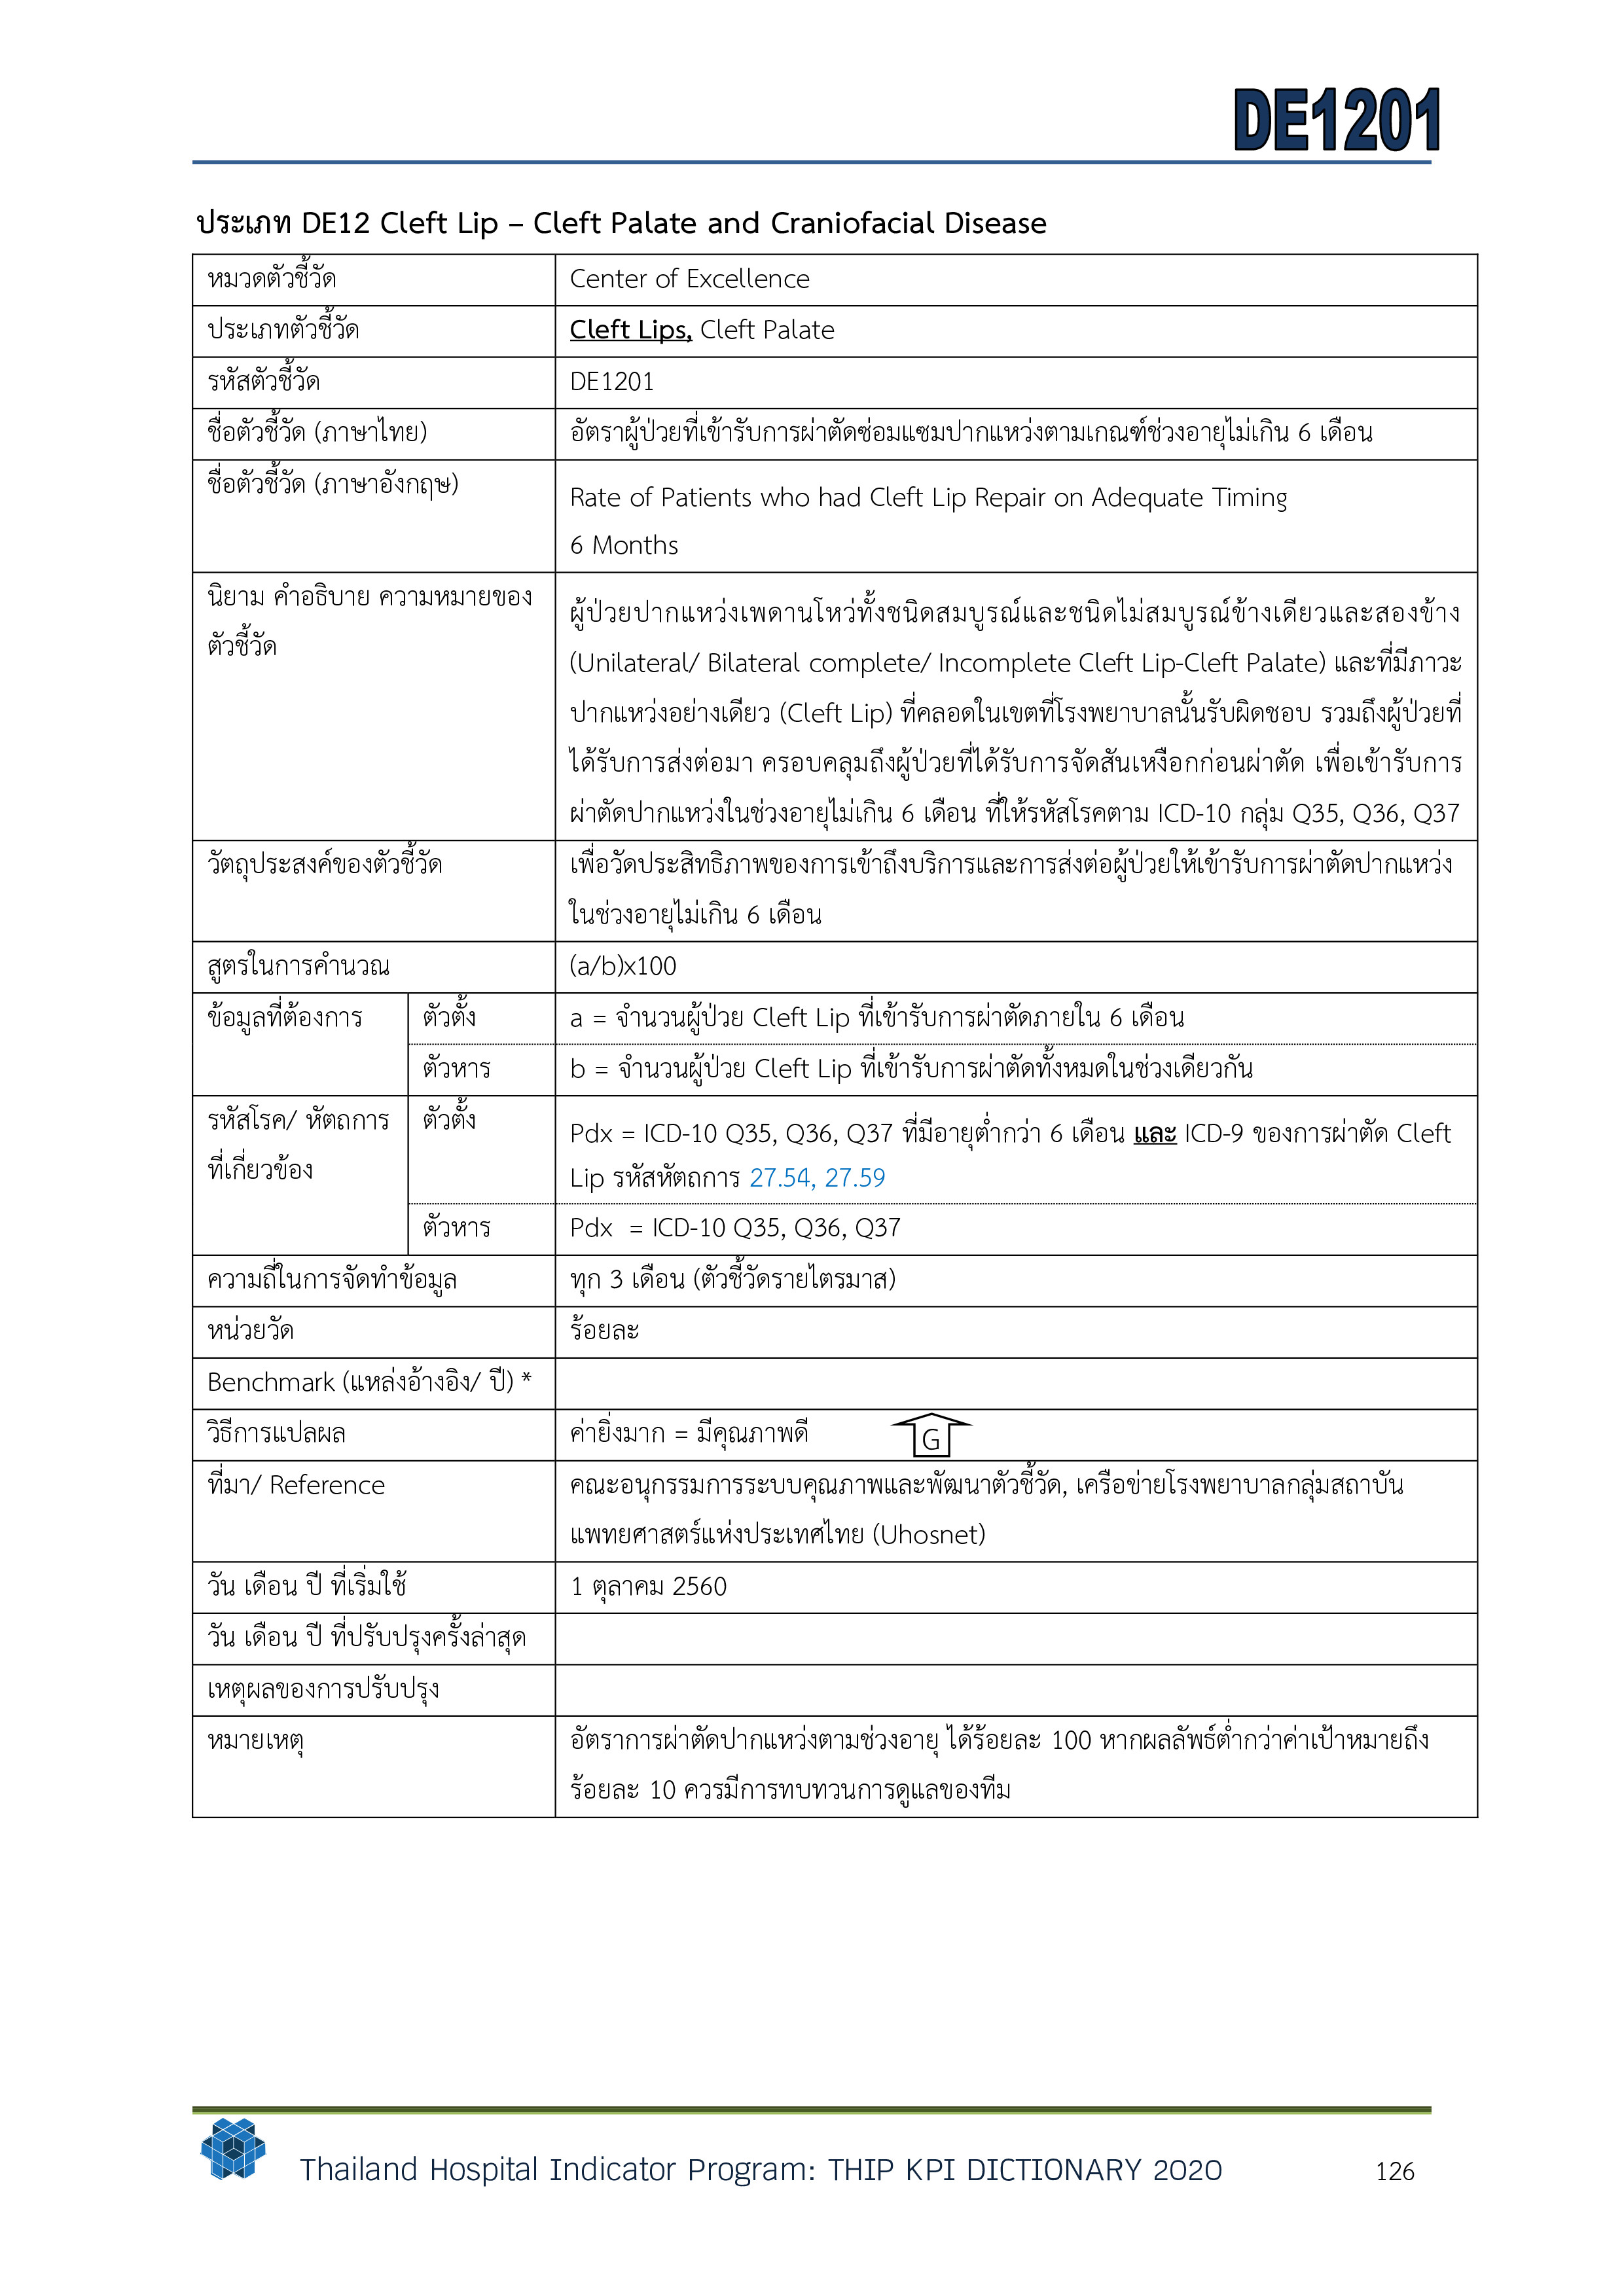 DE1201
ประเภท DE12 Cleft Lip – Cleft Palate and Craniofacial Disease
หมวดตัวชี้วัด Center of Excellence
ประเภทตัวชี้วัด Cleft Lips, Cleft Palate
รหัสตัวชี้วัด DE1201
ชื่อตัวชี้วัด (ภาษาไทย) อัตราผู้ป่วยที่เข้ารับการผ่าตัดซ่อมแซมปากแหว่งตามเกณฑ์ช่วงอายุไม่เกิน 6 เดือน
ชื่อตัวชี้วัด (ภาษาอังกฤษ) Rate of Patients who had Cleft Lip Repair on Adequate Timing
6 Months
นิยาม คำอธิบาย ความหมายของ
ตัวชี้วัด
ผู้ป่วยปากแหว่งเพดานโหว่ทั้งชนิดสมบูรณ์และชนิดไม่สมบูรณ์ข้างเดียวและสองข้าง
(Unilateral/ Bilateral complete/ Incomplete Cleft Lip-Cleft Palate) และที่มีภาวะ
ปากแหว่งอย่างเดียว (Cleft Lip) ที่คลอดในเขตที่โรงพยาบาลนั้นรับผิดชอบ รวมถึงผู้ป่วยที่
ได้รับการส่งต่อมา ครอบคลุมถึงผู้ป่วยที่ได้รับการจัดสันเหงือกก่อนผ่าตัด เพื่อเข้ารับการ
ผ่าตัดปากแหว่งในช่วงอายุไม่เกิน 6 เดือน ที่ให้รหัสโรคตาม ICD-10 กลุ่ม Q35, Q36, Q37
วัตถุประสงค์ของตัวชี้วัด เพื่อวัดประสิทธิภาพของการเข้าถึงบริการและการส่งต่อผู้ป่วยให้เข้ารับการผ่าตัดปากแหว่ง
ในช่วงอายุไม่เกิน 6 เดือน
สูตรในการคำนวณ (a/b)x100
ข้อมูลที่ต้องการ ตัวตั้ง a = จำนวนผู้ป่วย Cleft Lip ที่เข้ารับการผ่าตัดภายใน 6 เดือน
ตัวหาร b = จำนวนผู้ป่วย Cleft Lip ที่เข้ารับการผ่าตัดทั้งหมดในช่วงเดียวกัน
รหัสโรค/ หัตถการ
ที่เกี่ยวข้อง
ตัวตั้ง Pdx = ICD-10 Q35, Q36, Q37 ที่มีอายุต่ำกว่า 6 เดือน และ ICD-9 ของการผ่าตัด Cleft
Lip รหัสหัตถการ 27.54, 27.59
ตัวหาร Pdx = ICD-10 Q35, Q36, Q37
ความถี่ในการจัดทำข้อมูล ทุก 3 เดือน (ตัวชี้วัดรายไตรมาส)
หน่วยวัด ร้อยละ
Benchmark (แหล่งอ้างอิง/ ปี) *
วิธีการแปลผล ค่ายิ่งมาก = มีคุณภาพดี G
ที่มา/ Reference คณะอนุกรรมการระบบคุณภาพและพัฒนาตัวชี้วัด, เครือข่ายโรงพยาบาลกลุ่มสถาบัน
แพทยศาสตร์แห่งประเทศไทย (Uhosnet)
วัน เดือน ปี ที่เริ่มใช้ 1 ตุลาคม 2560
วัน เดือน ปี ที่ปรับปรุงครั้งล่าสุด
เหตุผลของการปรับปรุง
หมายเหตุ อัตราการผ่าตัดปากแหว่งตามช่วงอายุ ได้ร้อยละ 100 หากผลลัพธ์ต่ำกว่าค่าเป้าหมายถึง
ร้อยละ 10 ควรมีการทบทวนการดูแลของทีม
Thailand Hospital Indicator Program: THIP KPI DICTIONARY 2020 126